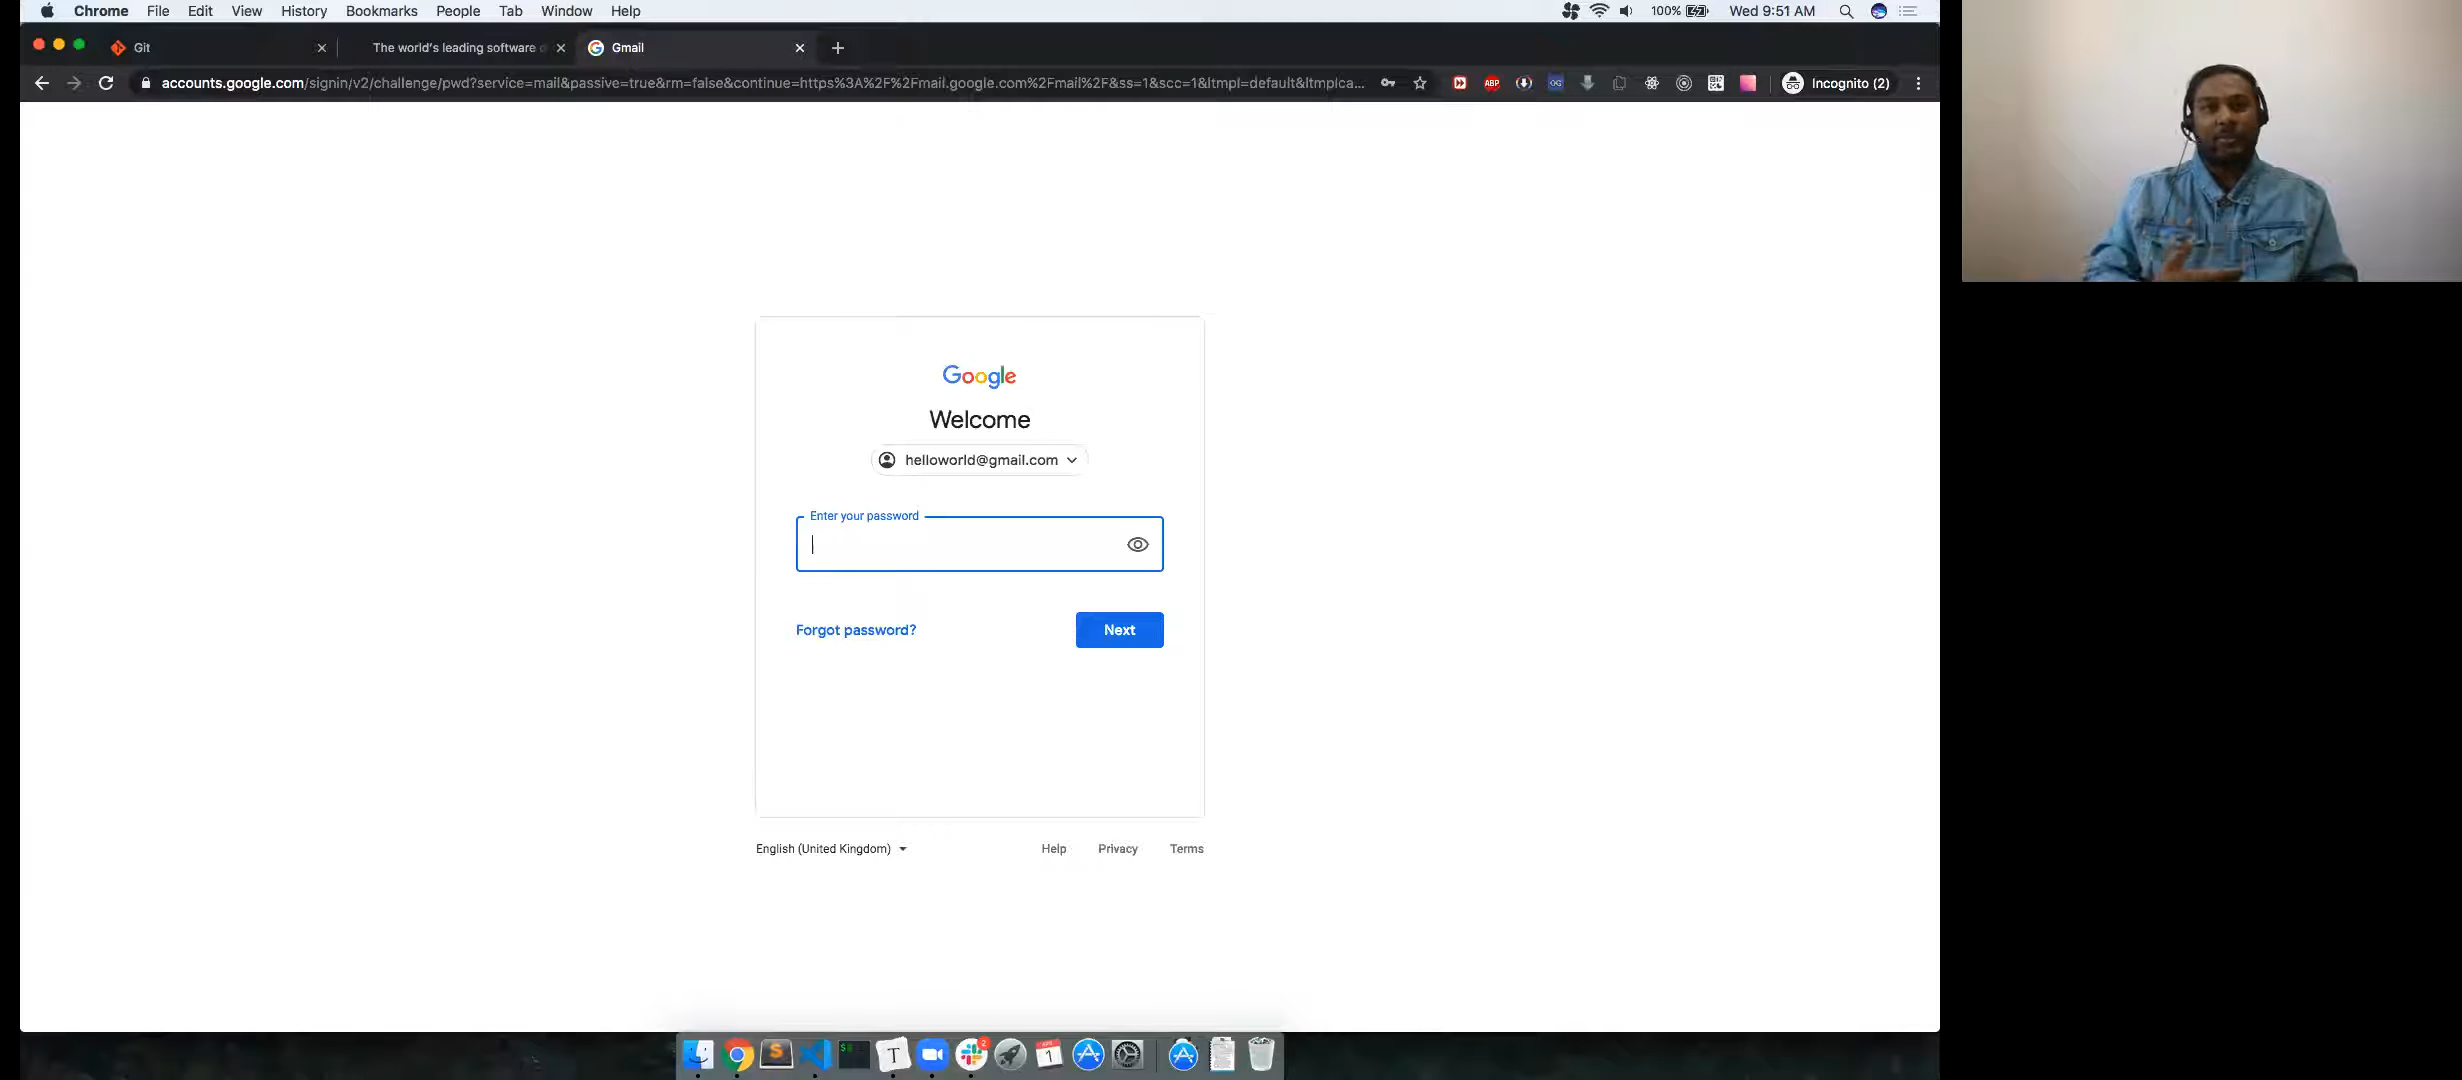 Chrome File Edit View History Bookmarks People Tab Window Help 100% Wed 9:51 AM
Git The world's leading software Gmail
accounts.google.com/signin/v2/challenge/pwd?service=mail&passive=true&rm=false&continue=https%3A%2F%2Fmail.google.com%2Fmail%2F&ss=1&scc=1&ltmpl=default&ltmplca... ABP Incognito (2)
Google
Welcome
helloworld@gmail.com
Enter your password
Forgot password? Next
English (United Kingdom) Help Privacy Terms
S $ T 2 1